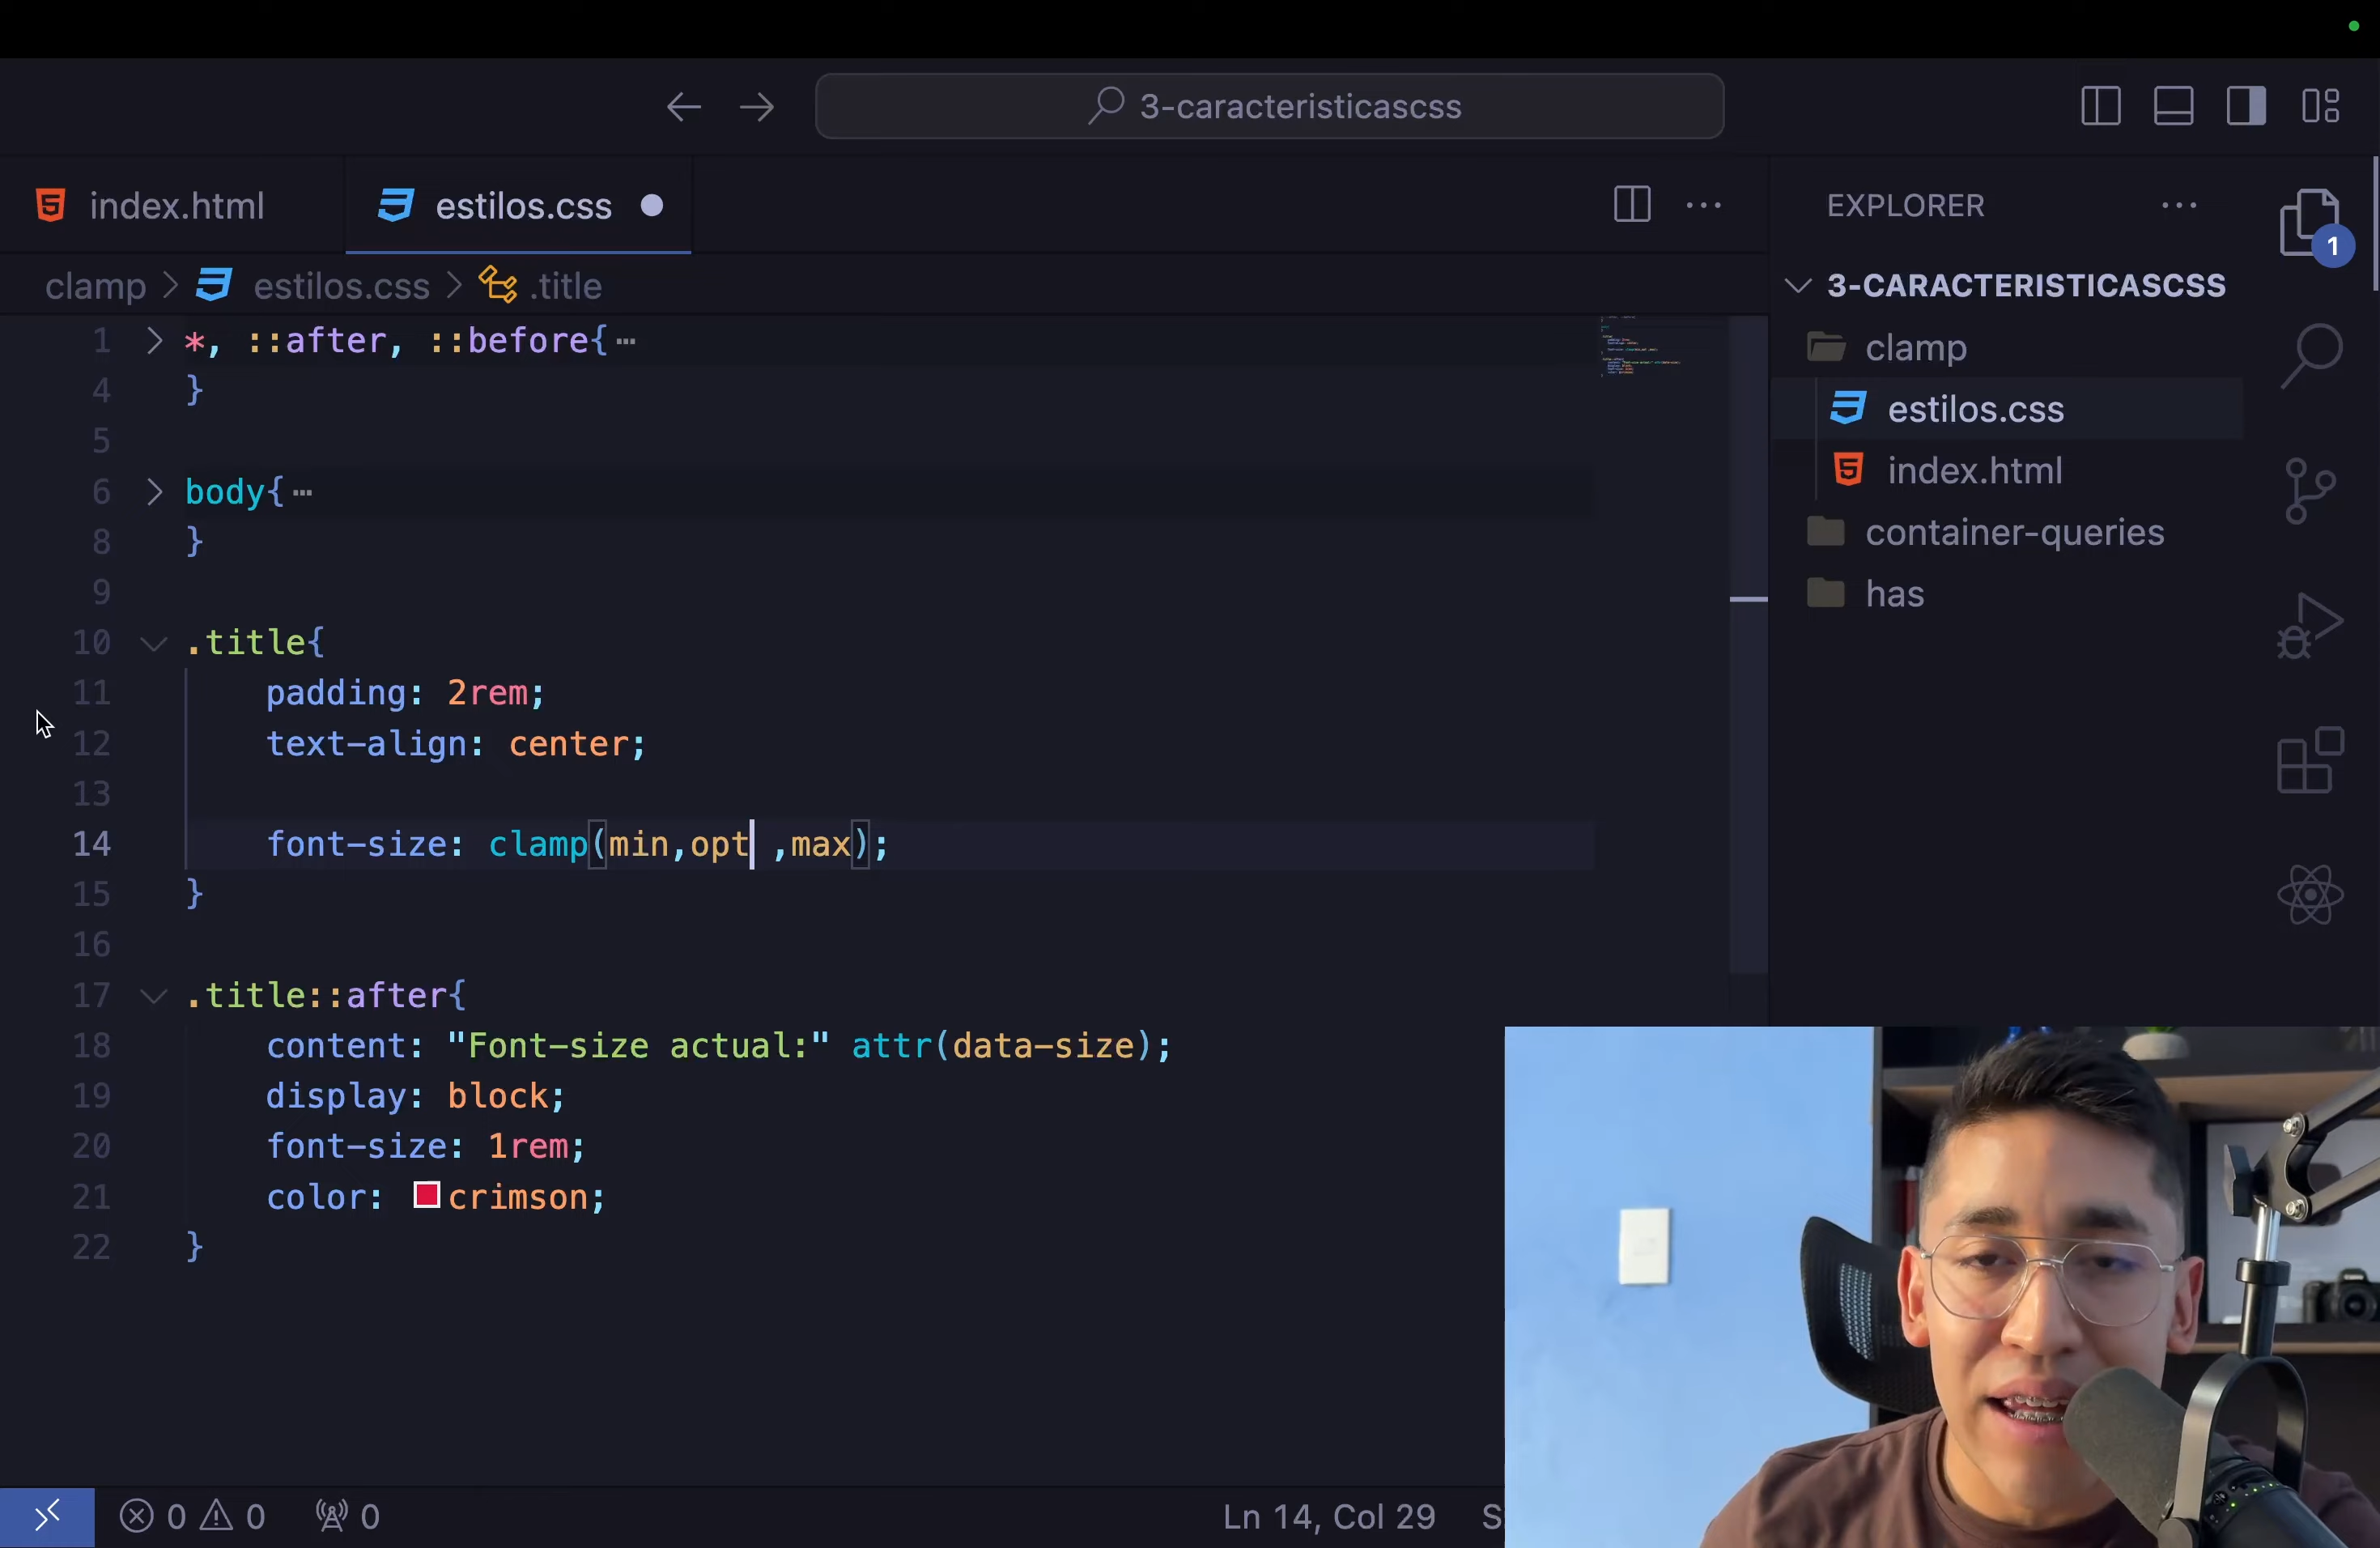 3-caracteristicascss
index.html
estilos.css
EXPLORER
1
clamp > estilos.css > .title
3-CARACTERISTICASCSS
clamp
estilos.css
index.html
container-queries
has
1 *, ::after, ::before{…
4 }
5
6 body{…
8 }
9
10 .title{
11 padding: 2rem;
12 text-align: center;
13
14 font-size: clamp(min,opt ,max);
15 }
16
17 .title::after{
18 content: "Font-size actual:" attr(data-size);
19 display: block;
20 font-size: 1rem;
21 color: crimson;
22 }
0 0 0
Ln 14, Col 29